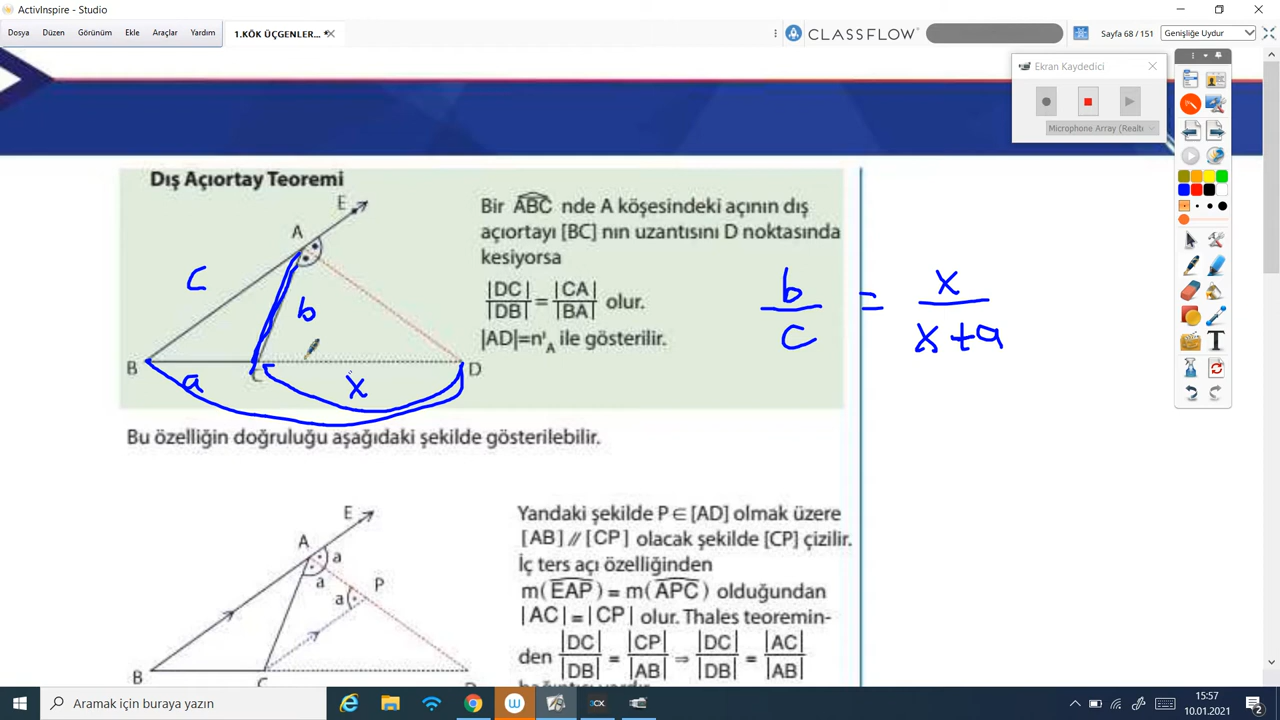 ActivInspire - Studio
Dosya Düzen Görünüm Ekle Araçlar Yardım
1.KÖK ÜÇGENLER...
CLASSFLOW
Sayfa 68 / 151
Genişliğe Uydur
Ekran Kaydedici
Microphone Array (Realte
Dış Açıortay Teoremi
E
A
c
b
B
a
C
x
D
Bir ABC nde A köşesindeki açının dış
açıortayı [BC] nın uzantısını D noktasında
kesiyorsa
|DC| / |DB| = |CA| / |BA| olur.
|AD|=n'A ile gösterilir.
b / c = x / x+a
Bu özelliğin doğruluğu aşağıdaki şekilde gösterilebilir.
E
A
a
a
P
a
B
C
Yandaki şekilde P ∈ [AD] olmak üzere
[AB] // [CP] olacak şekilde [CP] çizilir.
İç ters açı özelliğinden
m(EAP) = m(APC) olduğundan
|AC| = |CP| olur. Thales teoremin-
den |DC| / |DB| = |CP| / |AB| ⇒ |DC| / |DB| = |AC| / |AB|
Aramak için buraya yazın
15:57
10.01.2021
2